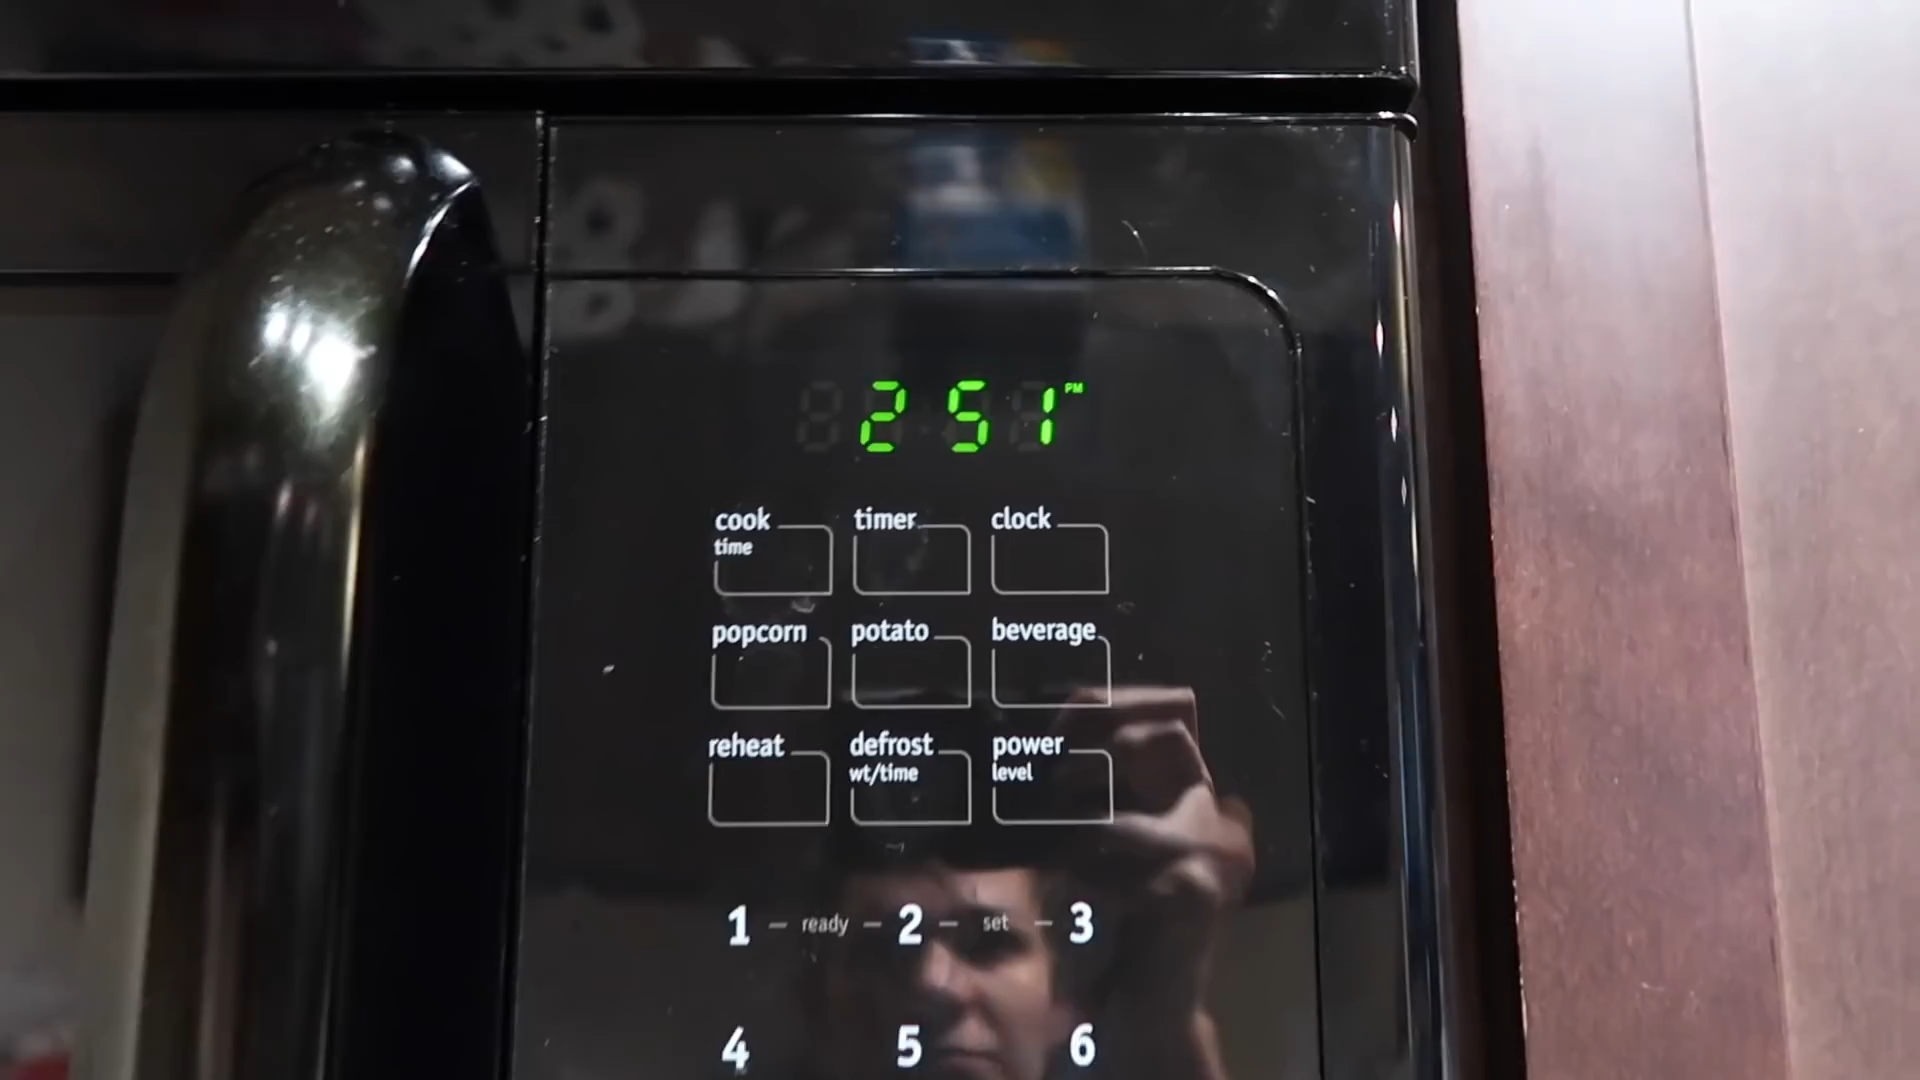 2 51 PM
cook timer clock
time
popcorn potato beverage
reheat defrost power
wt/time level
1 – ready – 2 – set – 3
4 5 6